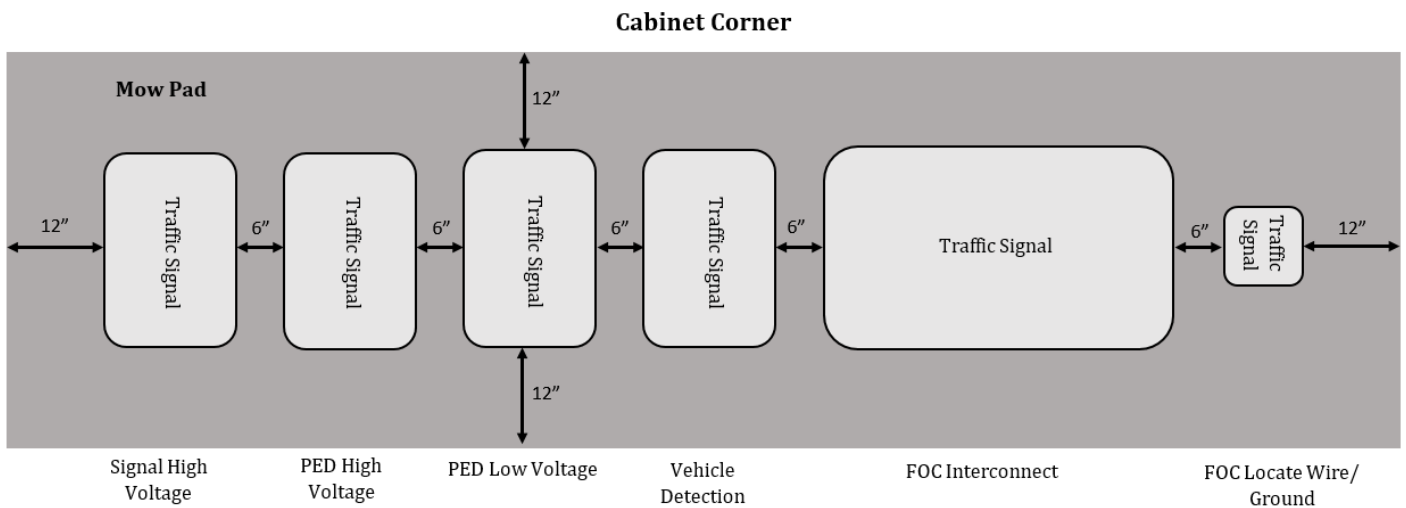 Cabinet Corner
Mow Pad
12”
12”
Traffic Signal
6”
Traffic Signal
6”
Traffic Signal
6”
Traffic Signal
6”
Traffic Signal
6”
Traffic
Signal
12”
12”
Signal High
Voltage
PED High
Voltage
PED Low Voltage
Vehicle
Detection
FOC Interconnect
FOC Locate Wire/
Ground